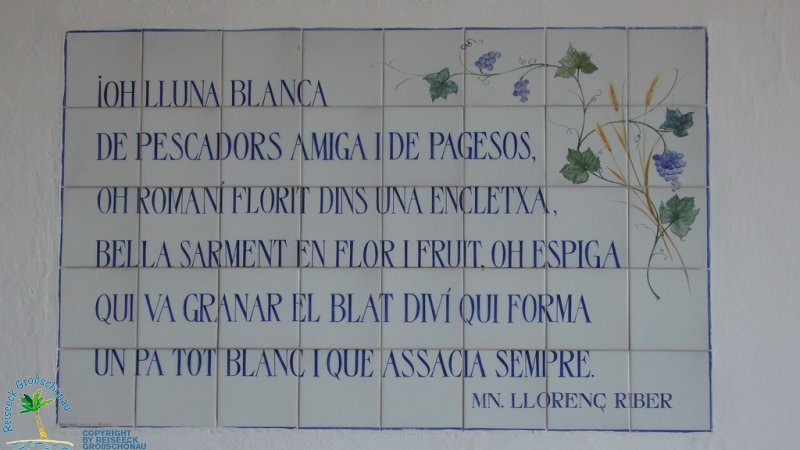 ¡OH LLUNA BLANCA
DE PESCADORS AMIGA I DE PAGESOS,
OH ROMANÍ FLORIT DINS UNA ENCLETXA,
BELLA SARMENT EN FLOR I FRUIT, OH ESPIGA
QUI VA GRANAR EL BLAT DIVÍ QUI FORMA
UN PA TOT BLANC I QUE ASSACIA SEMPRE.
MN. LLORENÇ RIBER
Reiseeck Großschönau
COPYRIGHT
BY REISEECK
GROßSCHÖNAU